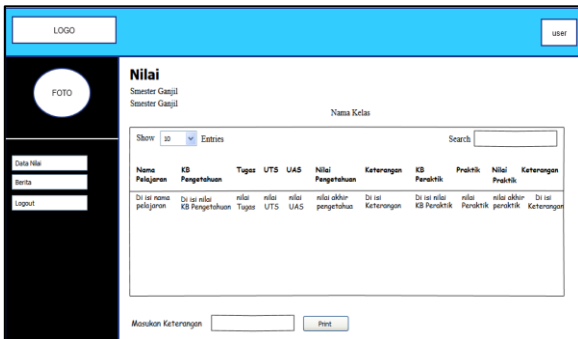 LOGO
user
FOTO
Data Nilai
Berita
Logout
Nilai
Smester Ganjil
Smester Ganjil
Nama Kelas
Show 10 Entries Search
Nama Pelajaran KB Pengetahuan Tugas UTS UAS Nilai Pengetahuan Keterangan KB Peraktik Praktik Nilai Praktik Keterangan
Di isi nama pelajaran Di isi nilai KB Pengetahuan nilai Tugas nilai UTS nilai UAS nilai akhir pengetahua Di isi Keterangan Di isi nilai KB Peraktik nilai Peraktik nilai akhir peraktik Di isi Keterangan
Masukan Keterangan Print